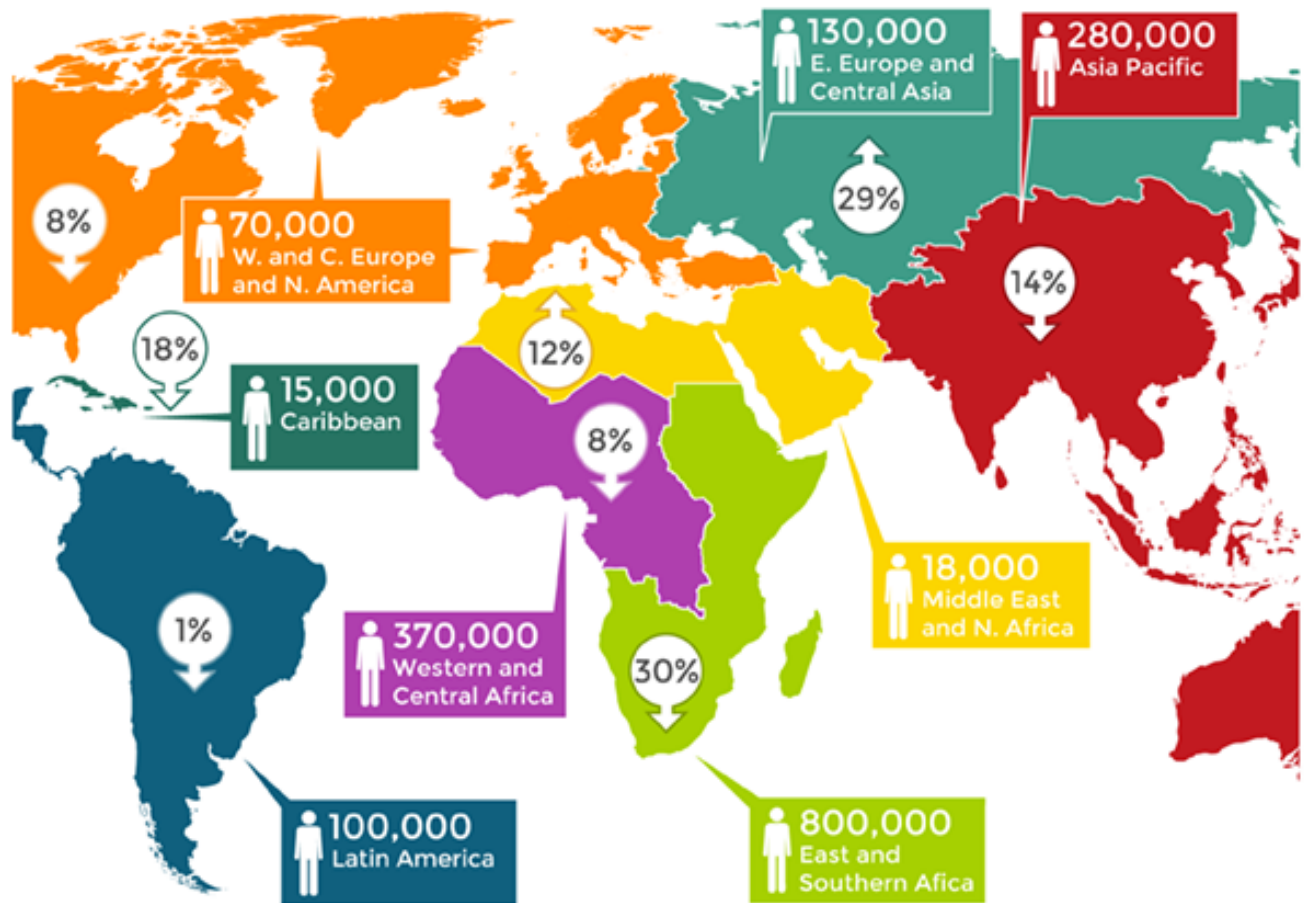 130,000
E. Europe and
Central Asia
280,000
Asia Pacific
29%
8%
70,000
W. and C. Europe
and N. America
14%
18%
12%
15,000
Caribbean
8%
18,000
Middle East
and N. Africa
1%
370,000
Western and
Central Africa
30%
100,000
Latin America
800,000
East and
Southern Afica